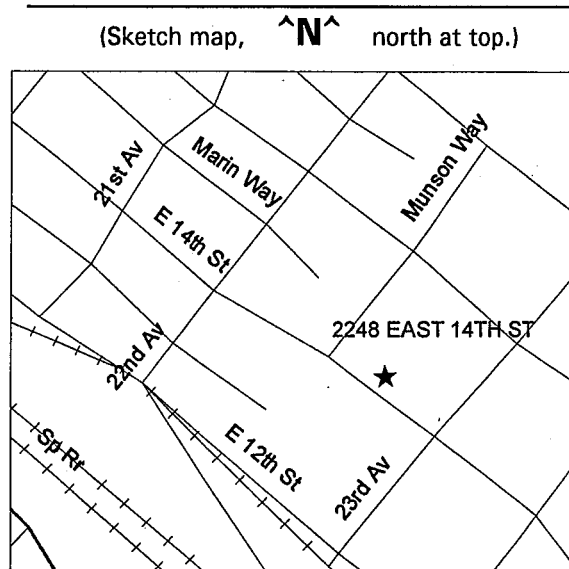 (Sketch map, ^N^ north at top.)
Munson Way
Marin Way
21st Av
E 14th St
2248 EAST 14TH ST
22nd Av
E 12th St
Sp Rr
23rd Av